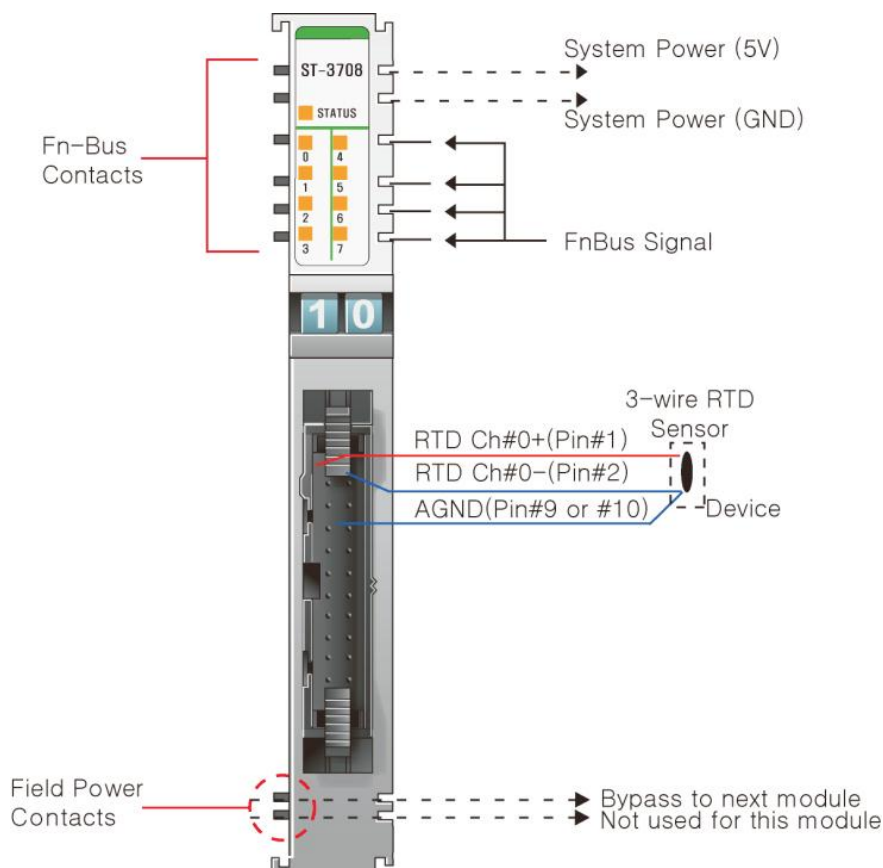 System Power (5V)
ST-3708
STATUS
System Power (GND)
Fn-Bus
Contacts
0 4
1 5
2 6
3 7
FnBus Signal
1 0
3-wire RTD
Sensor
RTD Ch#0+(Pin#1)
RTD Ch#0-(Pin#2)
AGND(Pin#9 or #10)
Device
Field Power
Contacts
Bypass to next module
Not used for this module